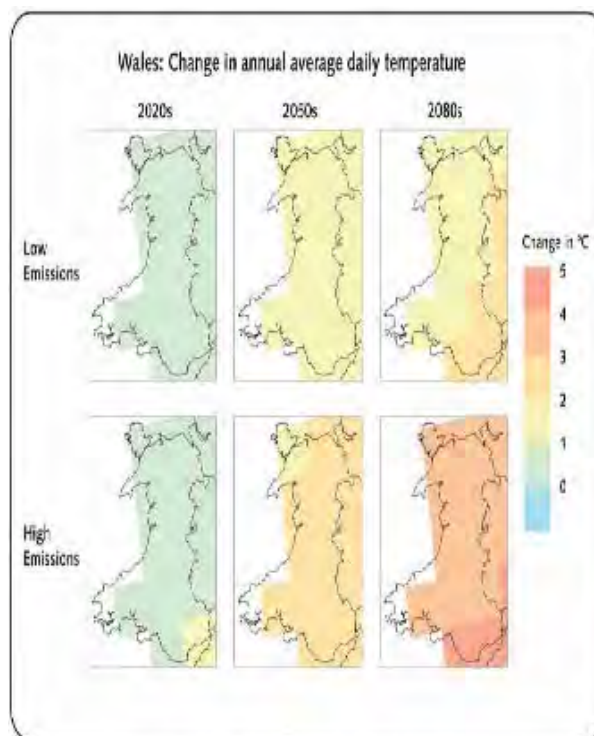 Wales: Change in annual average daily temperature
2020s
2050s
2080s
Low
Emissions
High
Emissions
Change in °C
5
4
3
2
1
0